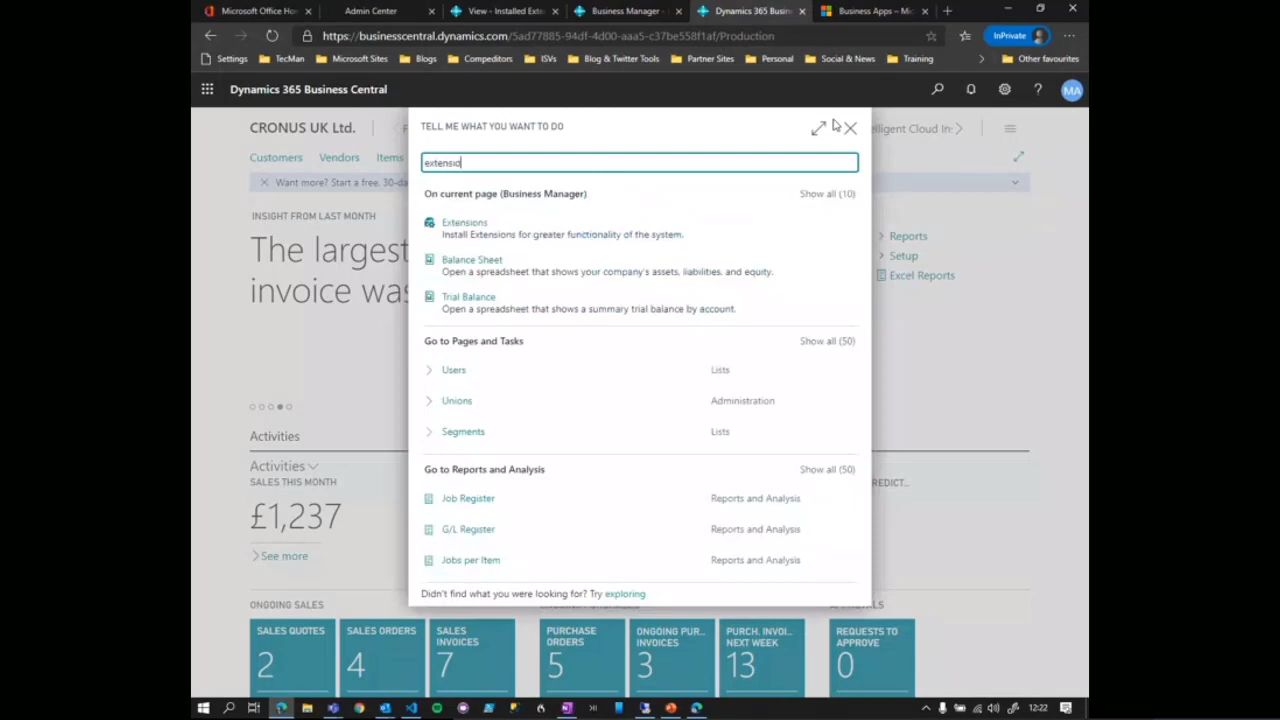 Microsoft Office Hom
Admin Center
View - Installed Exte
Business Manager -
Dynamics 365 Busin
Business Apps – Mic
https://businesscentral.dynamics.com/5ad77885-94df-4d00-aaa5-c37be558f1af/Production
InPrivate
Settings
TecMan
Microsoft Sites
Blogs
Compeditors
ISVs
Blog & Twitter Tools
Partner Sites
Personal
Social & News
Training
Other favourites
Dynamics 365 Business Central
MA
CRONUS UK Ltd.
TELL ME WHAT YOU WANT TO DO
elligent Cloud In
Customers
Vendors
Items
extensio
Want more? Start a free, 30-da
On current page (Business Manager)
Show all (10)
INSIGHT FROM LAST MONTH
The largest
invoice was
Extensions
Install Extensions for greater functionality of the system.
Balance Sheet
Open a spreadsheet that shows your company's assets, liabilities, and equity.
Trial Balance
Open a spreadsheet that shows a summary trial balance by account.
Reports
Setup
Excel Reports
Go to Pages and Tasks
Show all (50)
Users
Lists
Unions
Administration
Segments
Lists
Activities
Activities
SALES THIS MONTH
£1,237
See more
Go to Reports and Analysis
Show all (50)
REDICT...
Job Register
Reports and Analysis
G/L Register
Reports and Analysis
Jobs per Item
Reports and Analysis
Didn't find what you were looking for? Try exploring
ONGOING SALES
SALES QUOTES
2
SALES ORDERS
4
SALES INVOICES
7
PURCHASE ORDERS
5
ONGOING PUR... INVOICES
3
PURCH. INVOI... NEXT WEEK
13
REQUESTS TO APPROVE
0
12:22